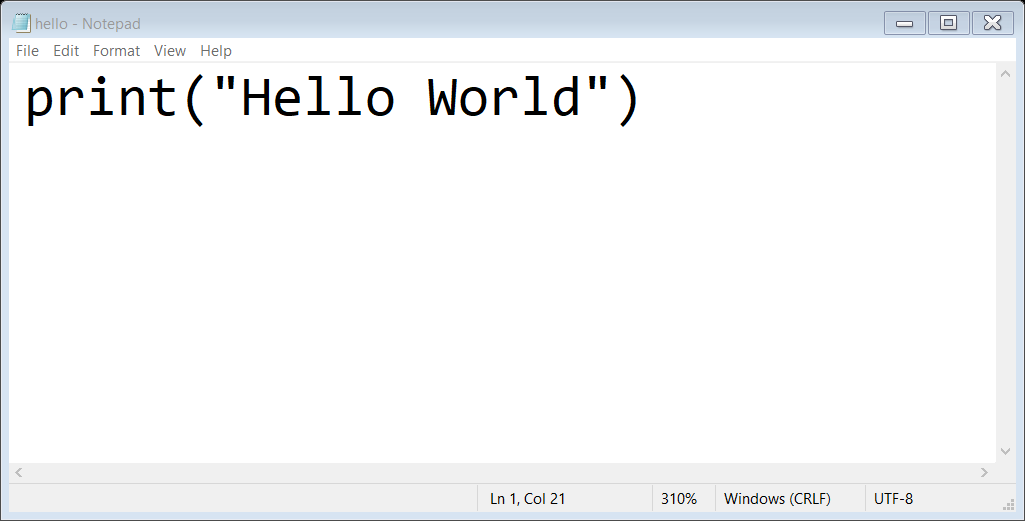 hello - Notepad
File Edit Format View Help
print("Hello World")
Ln 1, Col 21 310% Windows (CRLF) UTF-8